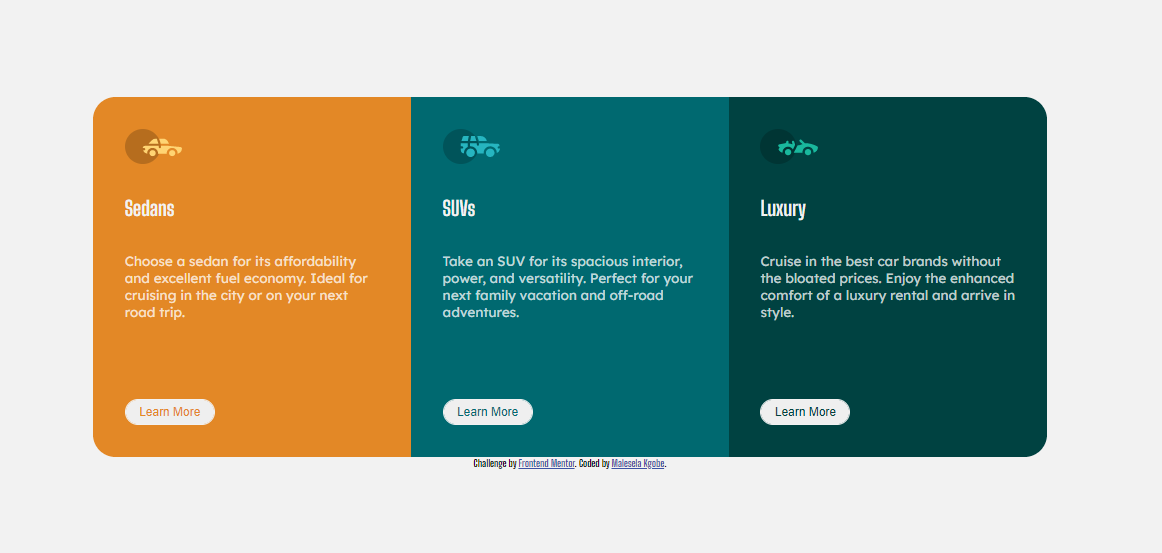 Sedans
Choose a sedan for its affordability
and excellent fuel economy. Ideal for
cruising in the city or on your next
road trip.
Learn More
SUVs
Take an SUV for its spacious interior,
power, and versatility. Perfect for your
next family vacation and off-road
adventures.
Learn More
Luxury
Cruise in the best car brands without
the bloated prices. Enjoy the enhanced
comfort of a luxury rental and arrive in
style.
Learn More
Challenge by Frontend Mentor. Coded by Malesela Kgobe.